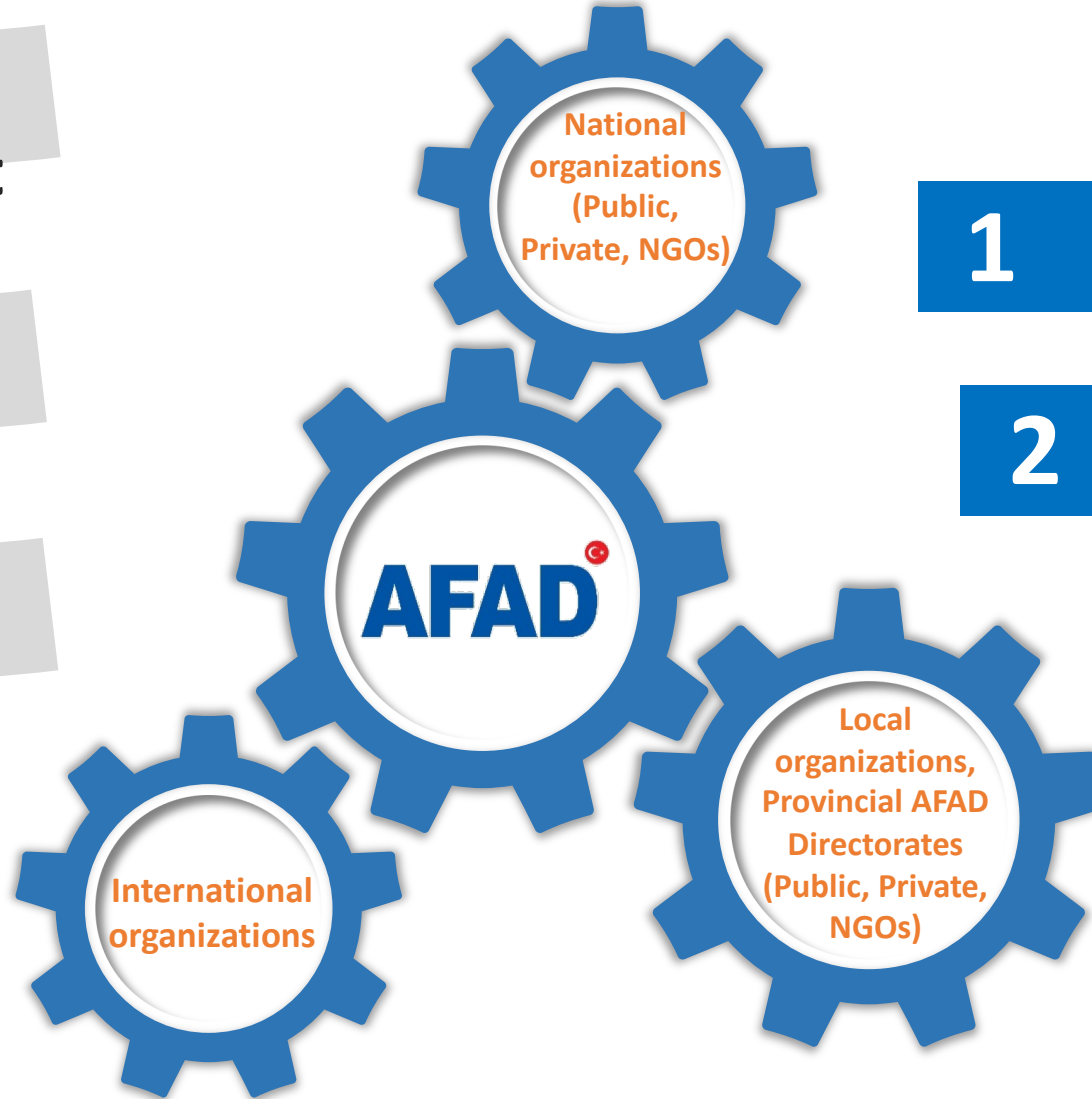 National
organizations
(Public,
Private, NGOs)
1
2
AFAD
Local
organizations,
Provincial AFAD
Directorates
(Public, Private,
NGOs)
International
organizations